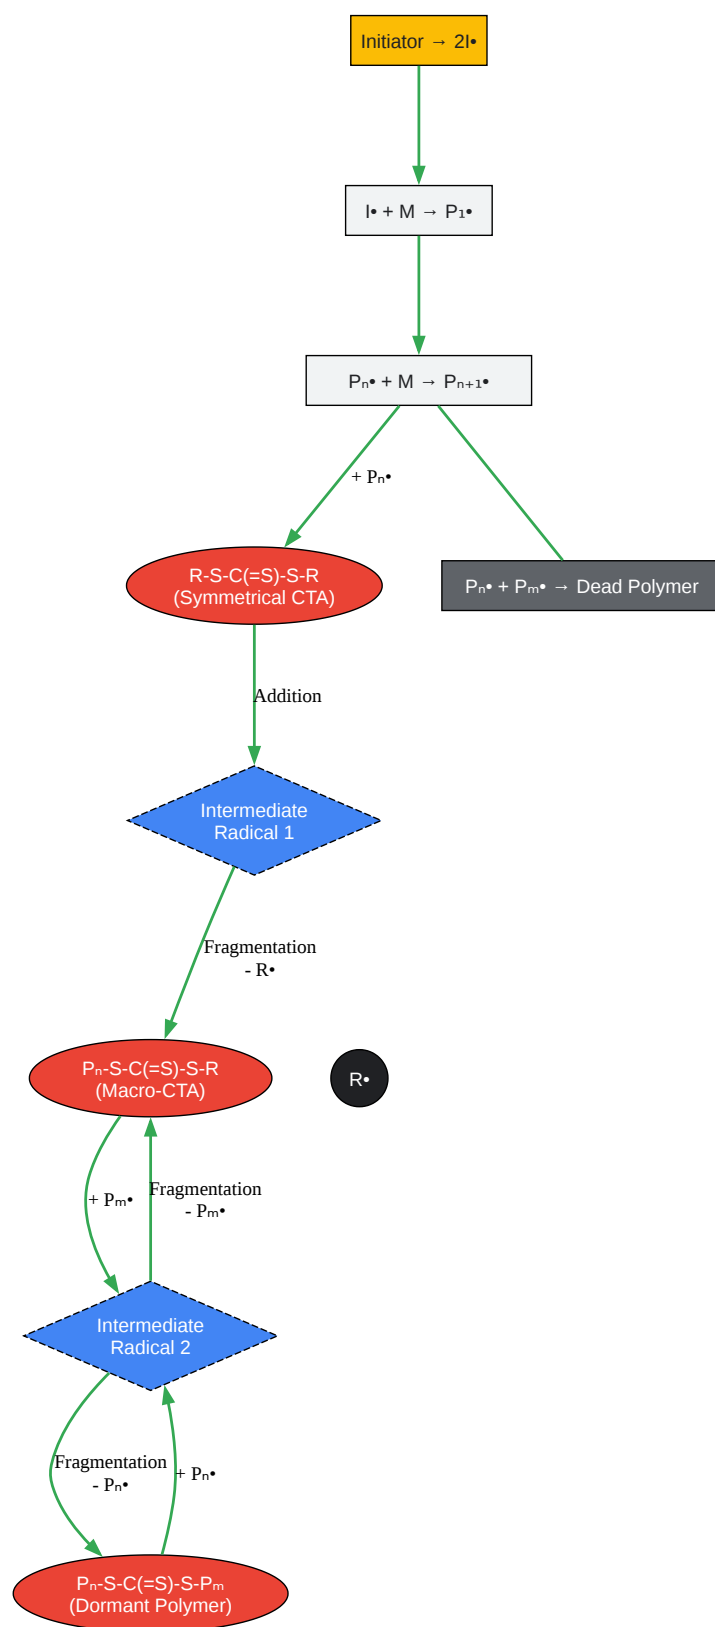 Initiator → 2I•
I• + M → P₁•
Pₙ• + M → Pₙ₊₁•
+ Pₙ•
R-S-C(=S)-S-R
(Symmetrical CTA)
Pₙ• + Pₘ• → Dead Polymer
Addition
Intermediate
Radical 1
Fragmentation
- R•
Pₙ-S-C(=S)-S-R
(Macro-CTA)
R•
+ Pₘ•
Fragmentation
- Pₘ•
Intermediate
Radical 2
Fragmentation
- Pₙ•
+ Pₙ•
Pₙ-S-C(=S)-S-Pₘ
(Dormant Polymer)